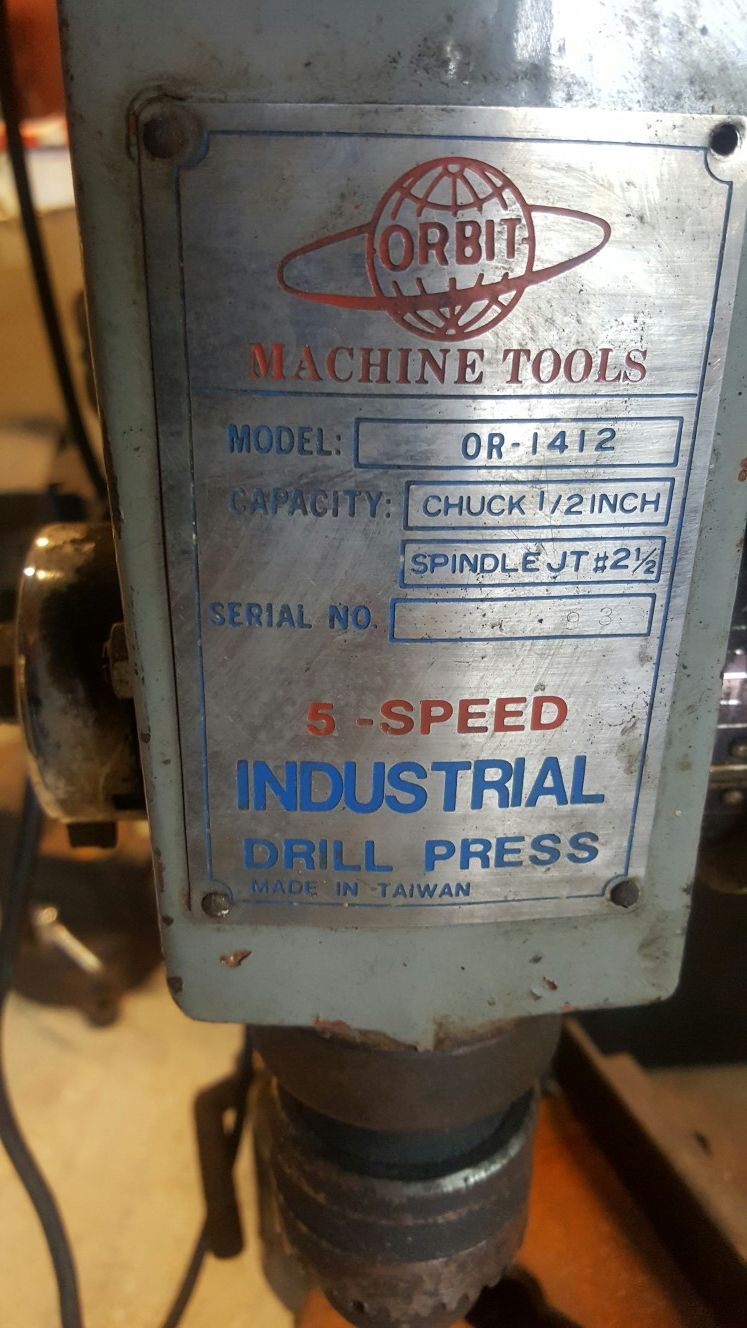 ORBIT
MACHINE TOOLS
MODEL: OR-1412
CAPACITY: CHUCK 1/2 INCH
SPINDLE JT #2½
SERIAL NO.
5-SPEED
INDUSTRIAL
DRILL PRESS
MADE IN TAIWAN